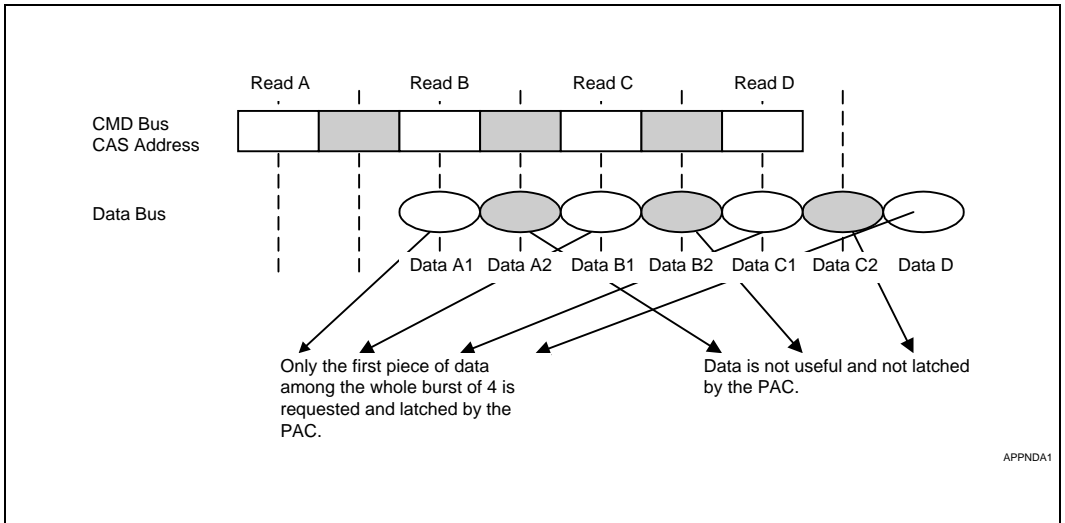 Read A Read B Read C Read D
CMD Bus
CAS Address
Data Bus
Data A1 Data A2 Data B1 Data B2 Data C1 Data C2 Data D
Only the first piece of data
among the whole burst of 4 is
requested and latched by the
PAC.
Data is not useful and not latched
by the PAC.
APPNDA1